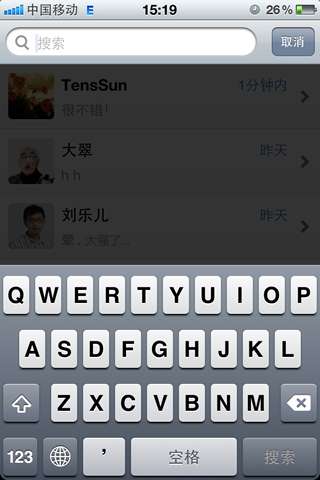 中国移动 E 15:19 26%
搜索 取消
TensSun 1分钟内
很不错!
大翠 昨天
h h
刘乐儿 昨天
晕，太强了...
Q W E R T Y U I O P
A S D F G H J K L
Z X C V B N M
123 ， 空格 搜索